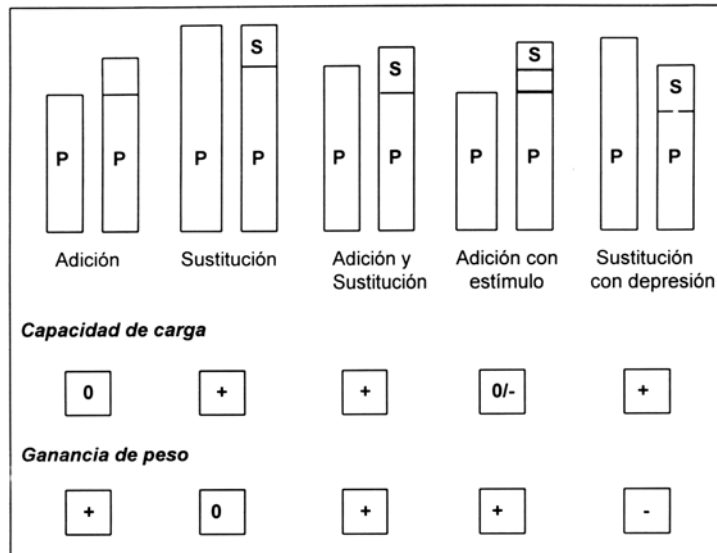 S
S
S
S
P
P
P
P
P
P
P
P
P
P
Adición
Sustitución
Adición y
Sustitución
Adición con
estímulo
Sustitución
con depresión
Capacidad de carga
0
+
+
0/-
+
Ganancia de peso
+
0
+
+
-